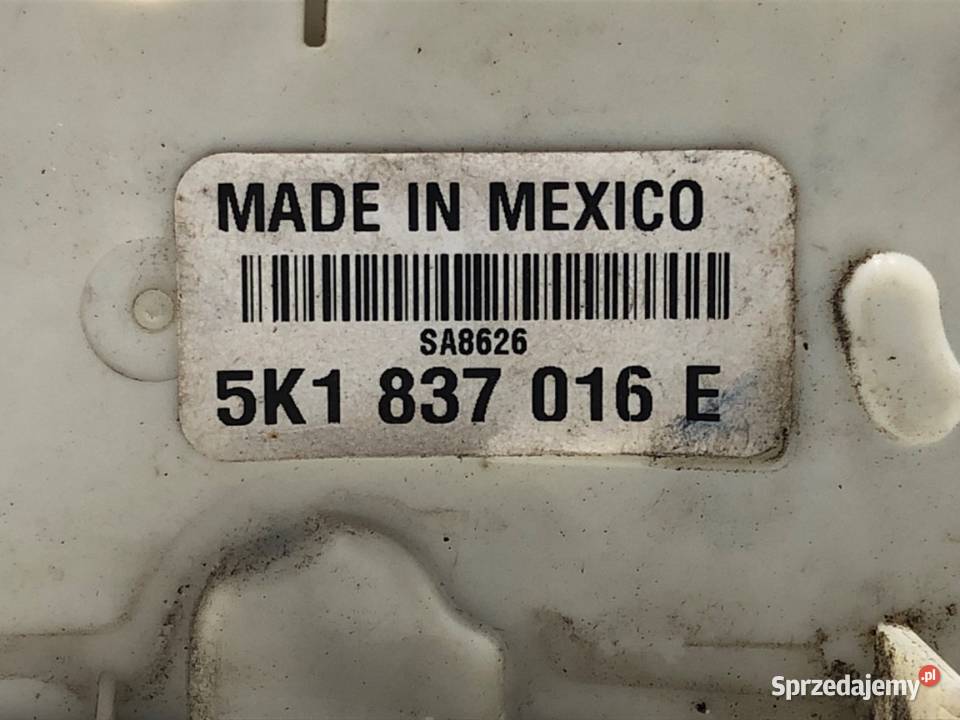 MADE IN MEXICO
SA8626
5K1 837 016 E
Sprzedajemy.pl